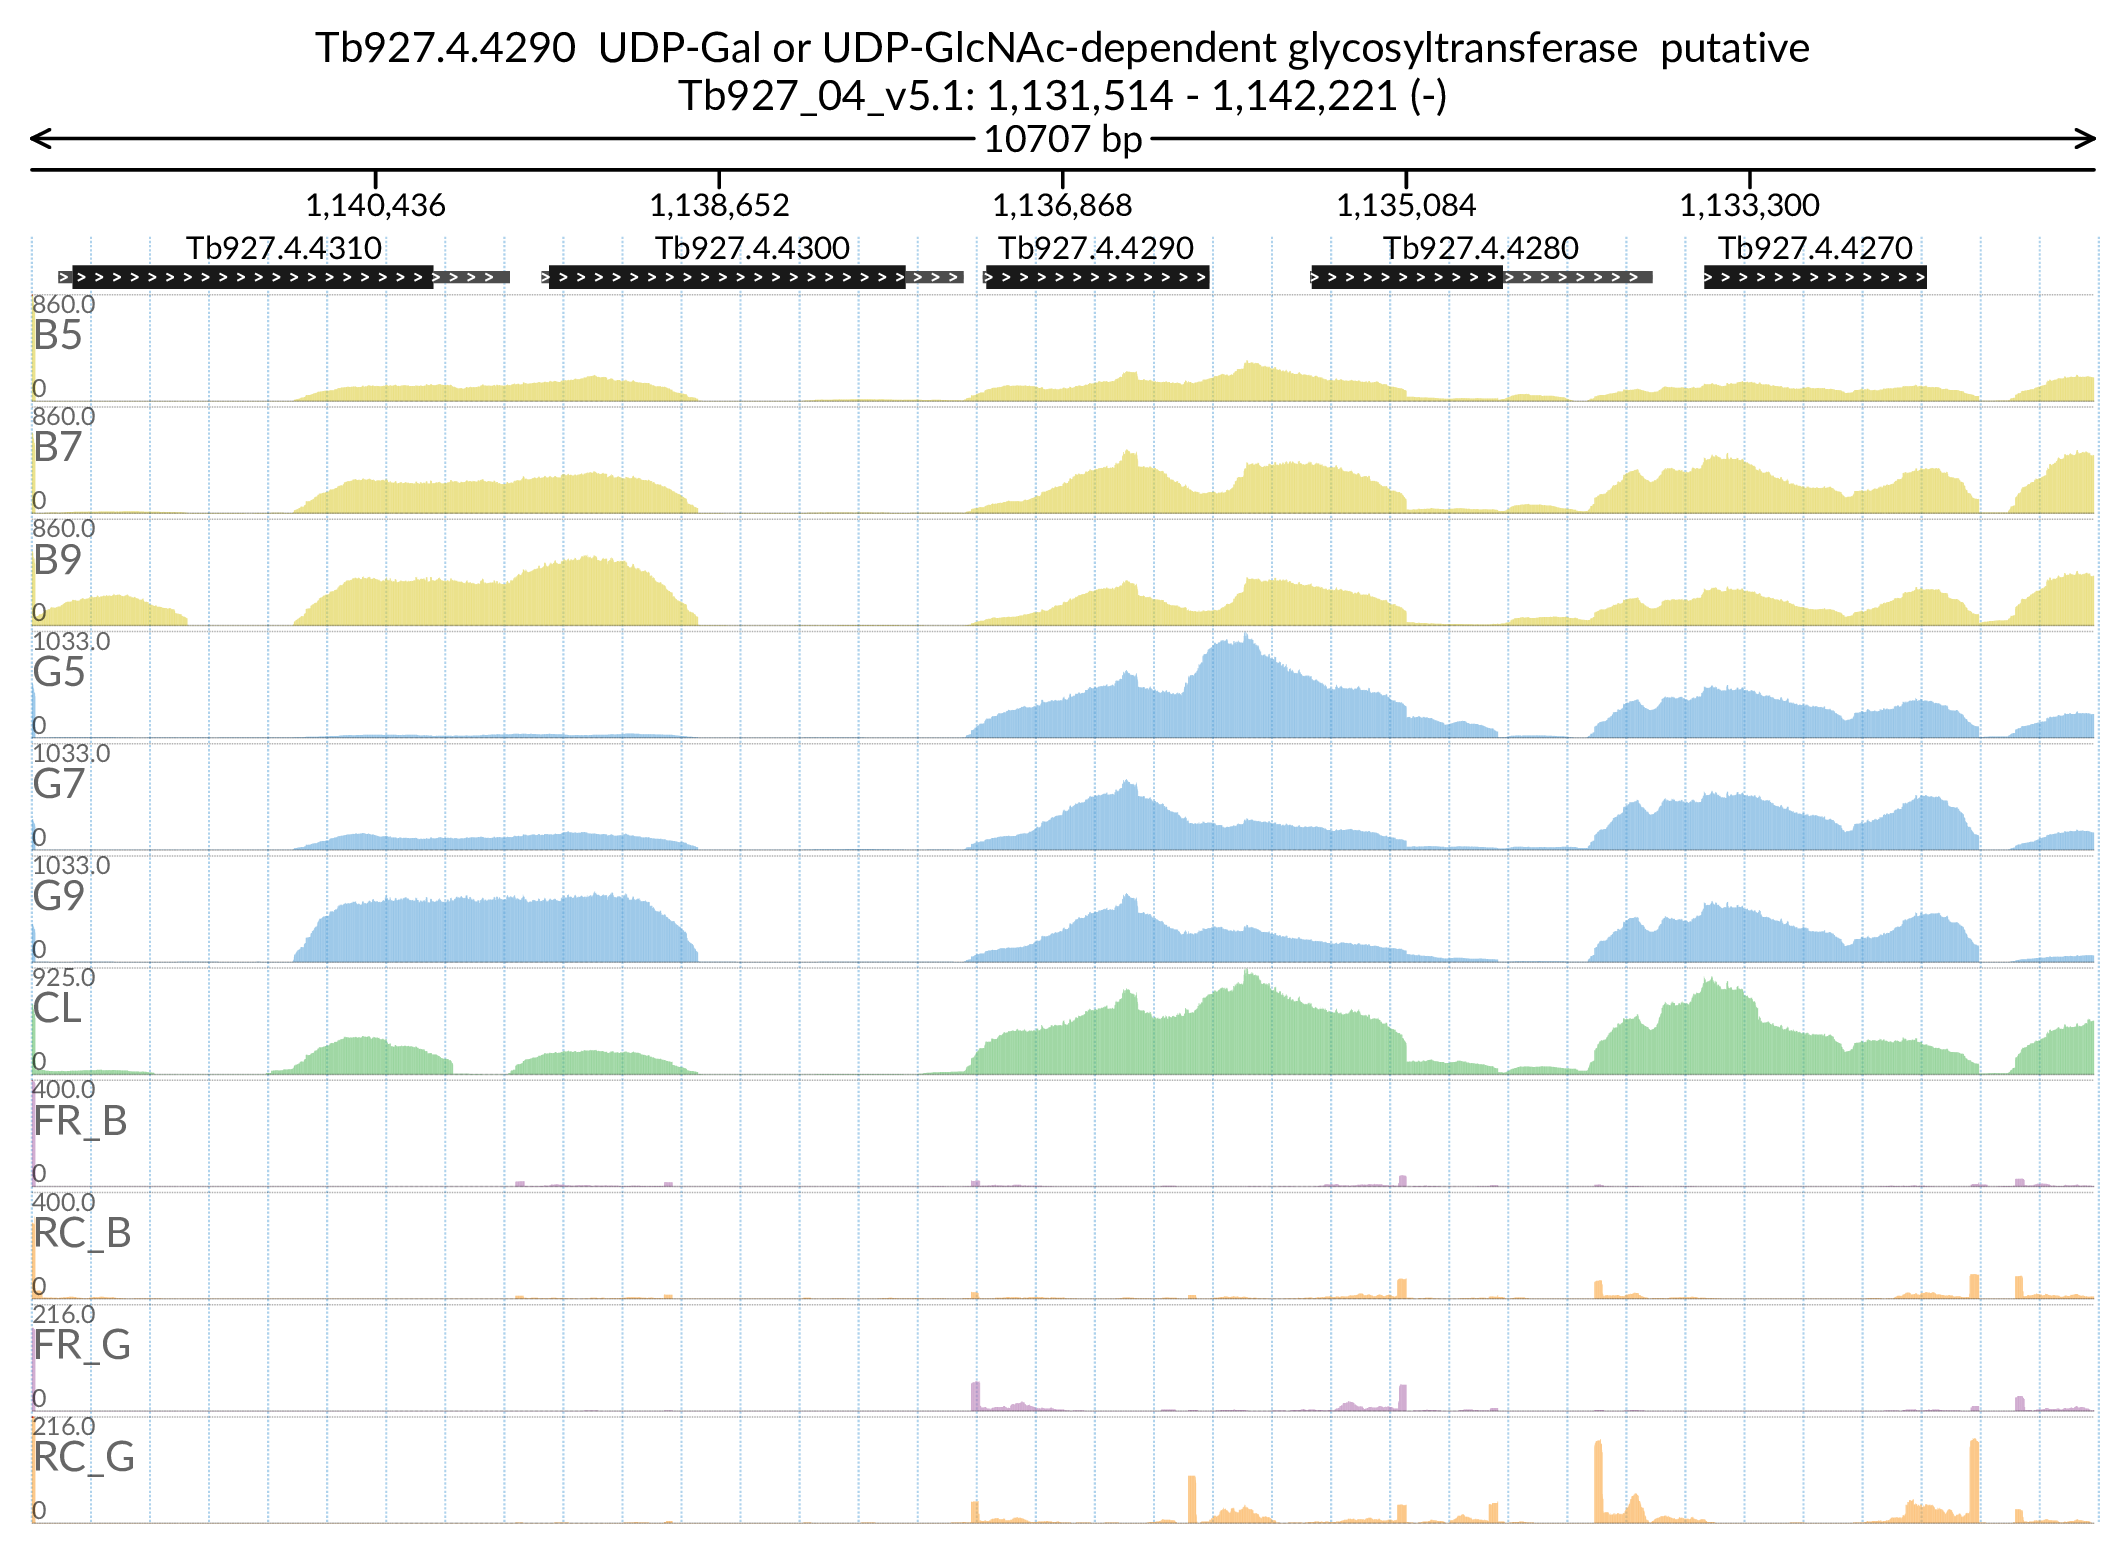 Tb927.4.4290  UDP-Gal or UDP-GlcNAc-dependent glycosyltransferase  putative
Tb927_04_v5.1: 1,131,514 - 1,142,221 (-)
10707 bp
1,140,436 1,138,652 1,136,868 1,135,084 1,133,300
Tb927.4.4310 Tb927.4.4300 Tb927.4.4290 Tb927.4.4280 Tb927.4.4270
860.0
B5
0
860.0
B7
0
860.0
B9
0
1033.0
G5
0
1033.0
G7
0
1033.0
G9
0
925.0
CL
0
400.0
FR_B
0
400.0
RC_B
0
216.0
FR_G
0
216.0
RC_G
0